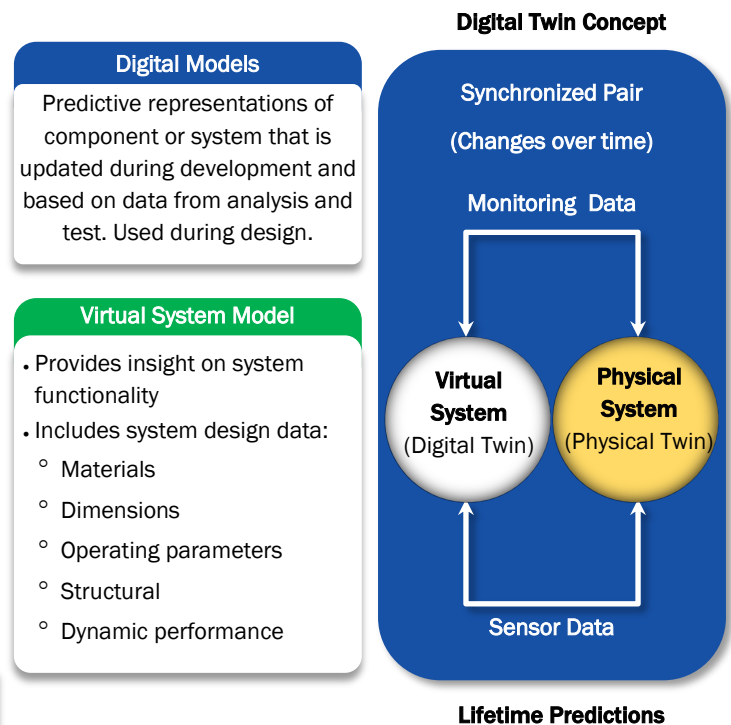 Digital Twin Concept
Digital Models
Predictive representations of
component or system that is
updated during development and
based on data from analysis and
test. Used during design.
Virtual System Model
• Provides insight on system
functionality
• Includes system design data:
° Materials
° Dimensions
° Operating parameters
° Structural
° Dynamic performance
Synchronized Pair
(Changes over time)
Monitoring Data
Virtual
System
(Digital Twin)
Physical
System
(Physical Twin)
Sensor Data
Lifetime Predictions